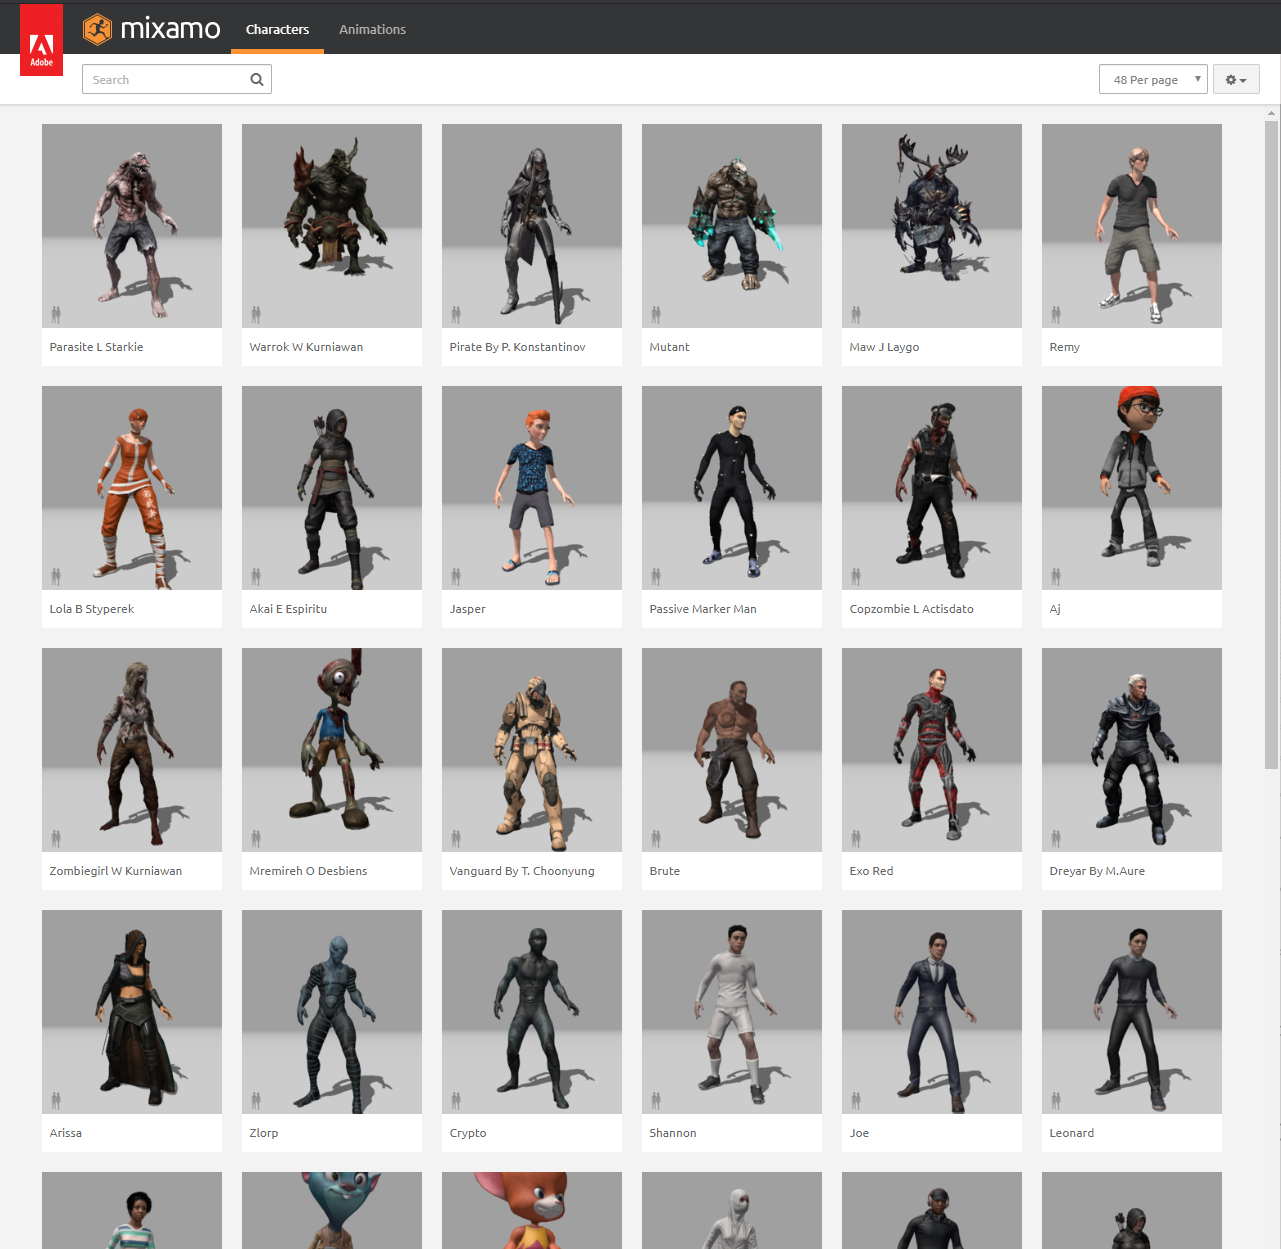 Adobe
mixamo
Characters
Animations
Search
48 Per page
Parasite L Starkie
Warrok W Kurniawan
Pirate By P. Konstantinov
Mutant
Maw J Laygo
Remy
Lola B Styperek
Akai E Espiritu
Jasper
Passive Marker Man
Copzombie L Actisdato
Aj
Zombiegirl W Kurniawan
Mremireh O Desbiens
Vanguard By T. Choonyung
Brute
Exo Red
Dreyar By M.Aure
Arissa
Zlorp
Crypto
Shannon
Joe
Leonard